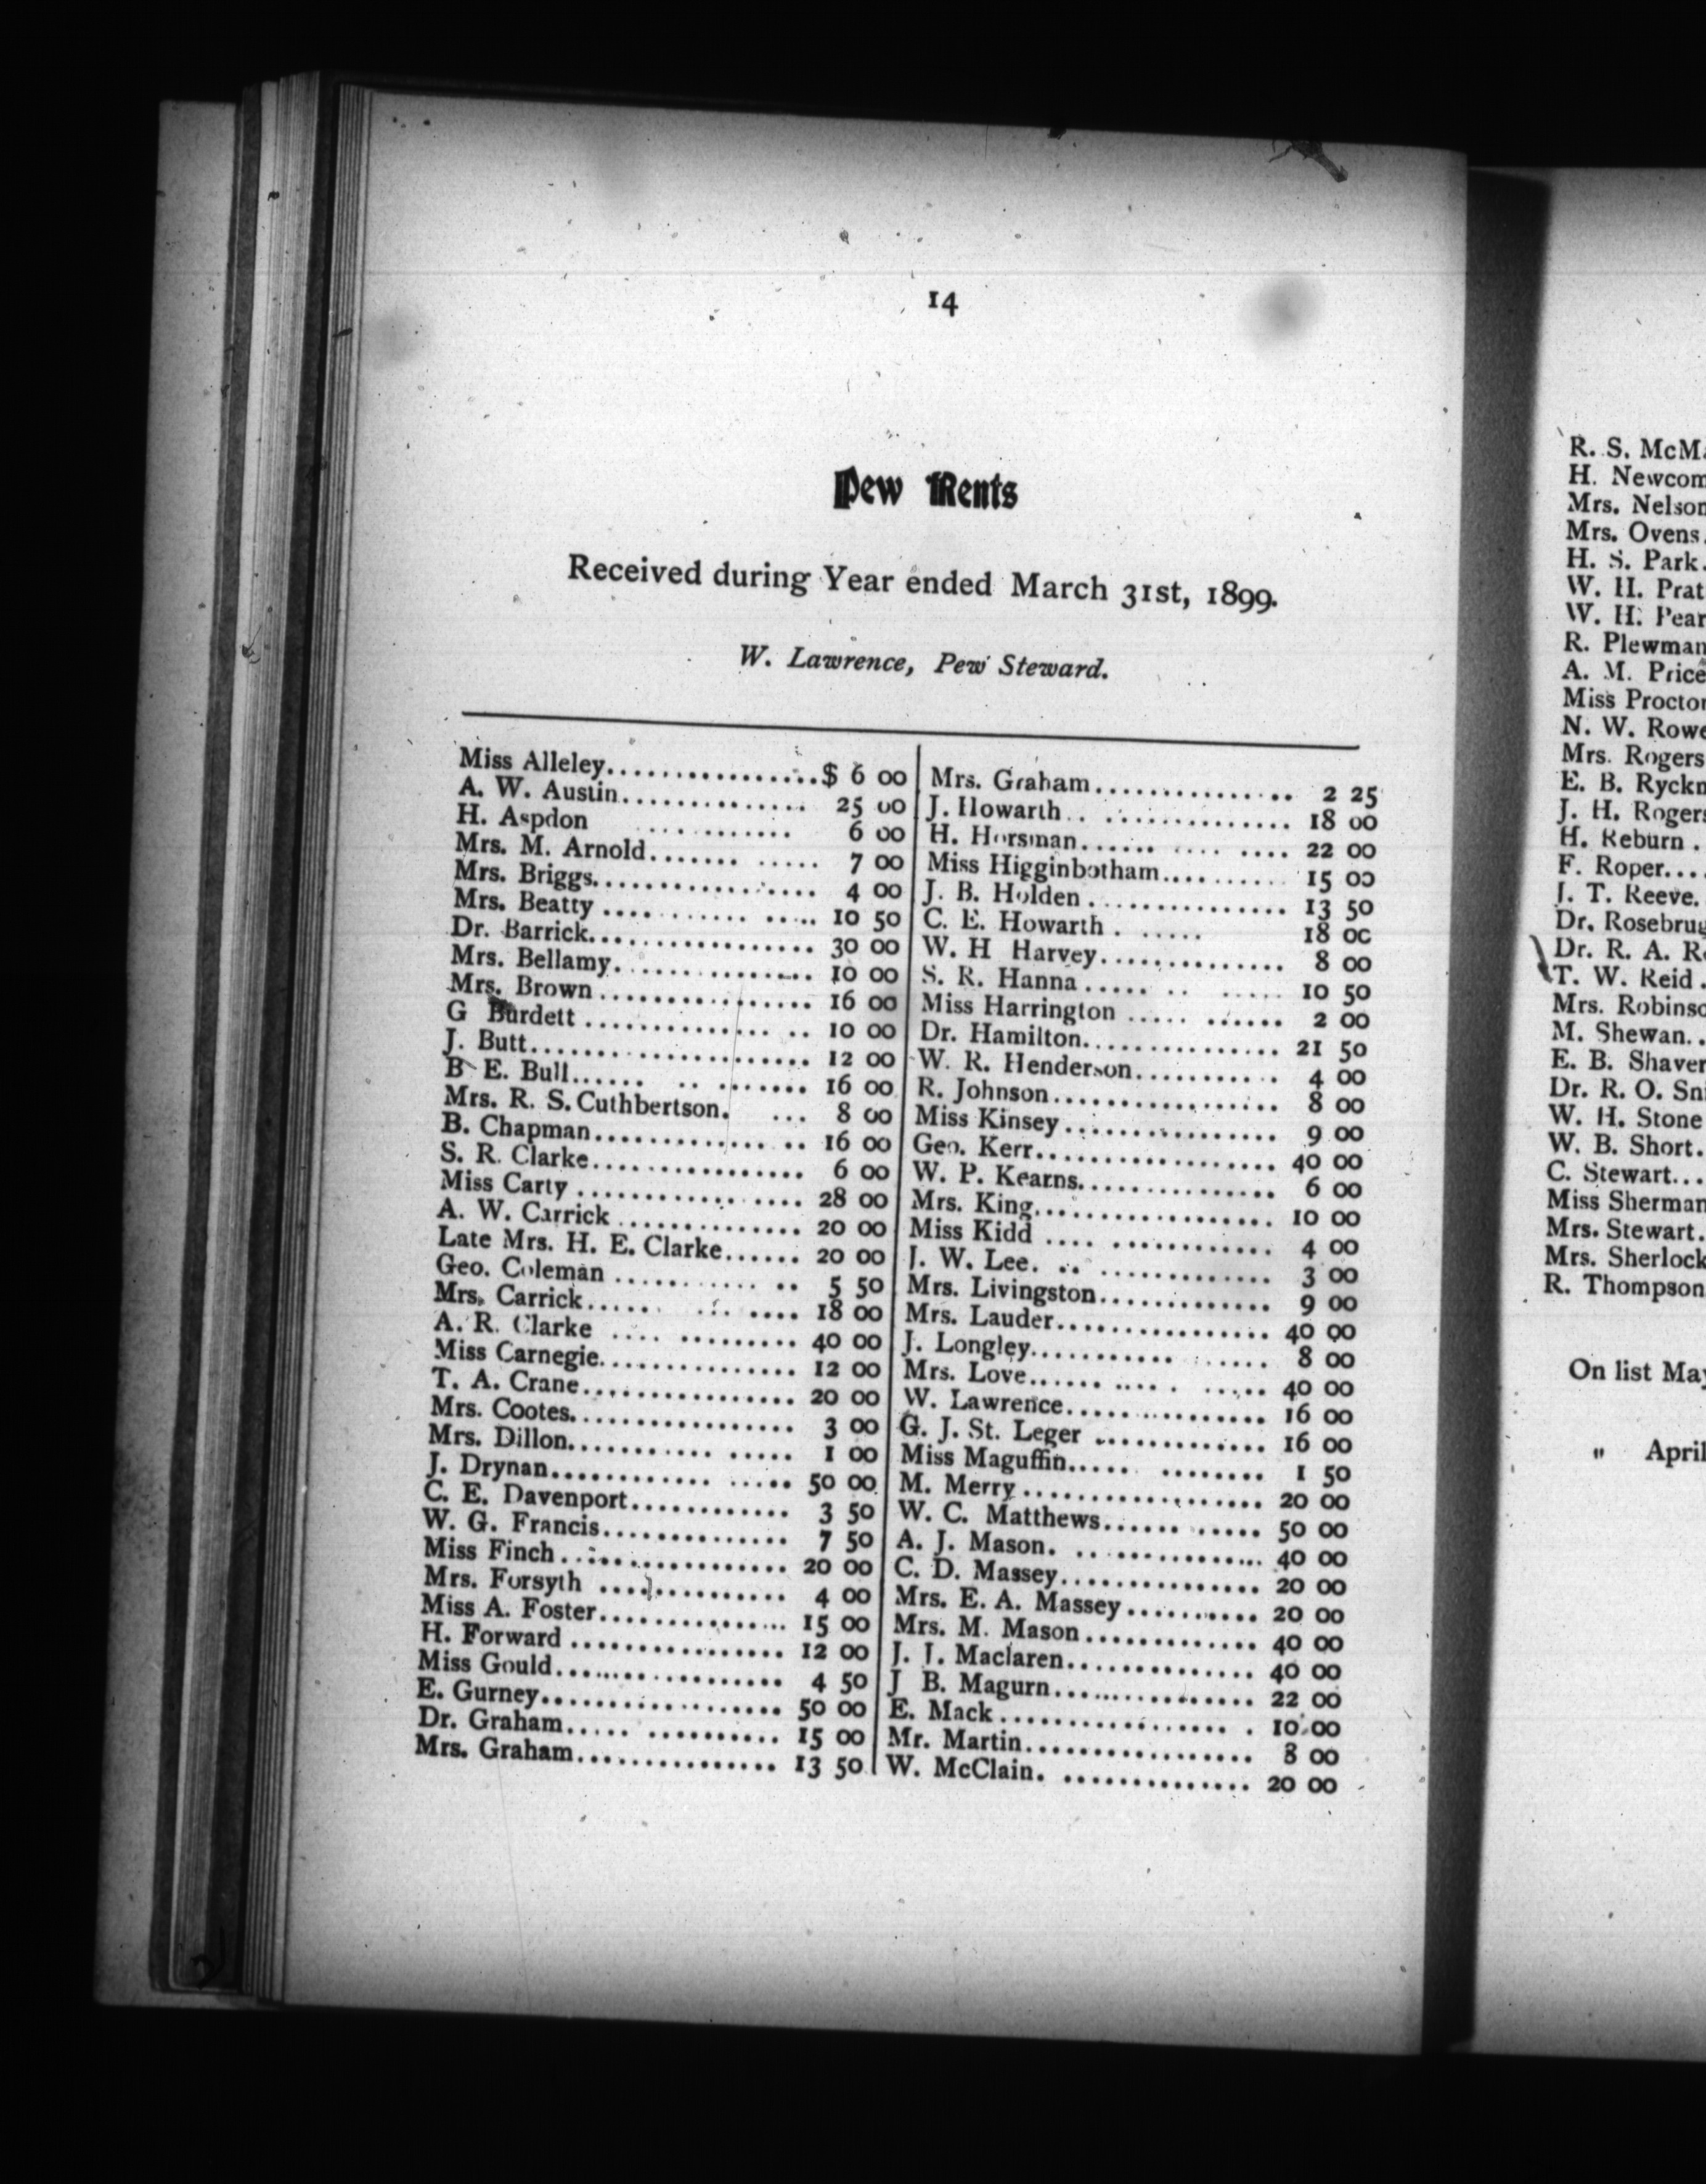 14
Pew Rents
Received during Year ended March 31st, 1899.
W. Lawrence, Pew Steward.
Miss Alleley................$ 6 00
A. W. Austin.............. 25 00
H. Aspdon ............ 6 00
Mrs. M. Arnold....... ..... 7 00
Mrs. Briggs................. 4 00
Mrs. Beatty ........... ..... 10 50
Dr. Barrick................. 30 00
Mrs. Bellamy............... 10 00
Mrs. Brown ................ 16 00
G Burdett .............. .. 10 00
J. Butt..................... 12 00
B E. Bull...... .. ....... 16 00
Mrs. R. S. Cuthbertson. ... 8 00
B. Chapman............. .. 16 00
S. R. Clarke................ 6 00
Miss Carty ................. 28 00
A. W. Carrick .............. 20 00
Late Mrs. H. E. Clarke...... 20 00
Geo. Coleman ........... .. 5 50
Mrs. Carrick...... ... .... 18 00
A. R. Clarke .... ......... 40 00
Miss Carnegie............... 12 00
T. A. Crane................ 20 00
Mrs. Cootes................. 3 00
Mrs. Dillon........... ..... 1 00
J. Drynan............ ..... 50 00
C. E. Davenport............ 3 50
W. G. Francis.............. 7 50
Miss Finch .................. 20 00
Mrs. Forsyth ............... 4 00
Miss A. Foster.............. 15 00
H. Forward ................ 12 00
Miss Gould................. 4 50
E. Gurney.................. 50 00
Dr. Graham..... .......... 15 00
Mrs. Graham............... 13 50
Mrs. Graham............... 2 25
J. Howarth.. .............. 18 00
H. Horsman...... .... .... 22 00
Miss Higginbotham.......... 15 00
J. B. Holden ............... 13 50
C. E. Howarth . ..... 18 00
W. H Harvey.............. 8 00
S. R. Hanna ..... .. ..... 10 50
Miss Harrington ..... ...... 2 00
Dr. Hamilton............... 21 50
W. R. Henderson........... 4 00
R. Johnson................. 8 00
Miss Kinsey................ 9 00
Geo. Kerr.................. 40 00
W. P. Kearns............... 6 00
Mrs. King.................. 10 00
Miss Kidd .... ............ 4 00
J. W. Lee. .. ............. 3 00
Mrs. Livingston............. 9 00
Mrs. Lauder................ 40 00
J. Longley........... ...... 8 00
Mrs. Love...... .... . ..... 40 00
W. Lawrence............... 16 00
G. J. St. Leger ............. 16 00
Miss Maguffin..... ........ 1 50
M. Merry .................. 20 00
W. C. Matthews...... ..... 50 00
A. J. Mason. .............. 40 00
C. D. Massey............... 20 00
Mrs. E. A. Massey .......... 20 00
Mrs. M. Mason ............. 40 00
J. J. Maclaren.............. 40 00
J B. Magurn............... 22 00
E. Mack ................. . 10 00
Mr. Martin................. 8 00
W. McClain. .............. 20 00
R. S. McM
H. Newcom
Mrs. Nelson
Mrs. Ovens.
H. S. Park.
W. H. Prat
W. H. Pear
R. Plewman
A. M. Price
Miss Proctor
N. W. Rowe
Mrs. Rogers
E. B. Ryckm
J. H. Rogers
H. Reburn .
F. Roper....
J. T. Reeve.
Dr. Rosebrug
Dr. R. A. R
T. W. Reid .
Mrs. Robinso
M. Shewan..
E. B. Shaver
Dr. R. O. Sn
W. H. Stone
W. B. Short.
C. Stewart...
Miss Sherman
Mrs. Stewart.
Mrs. Sherlock
R. Thompson
On list May
„ April